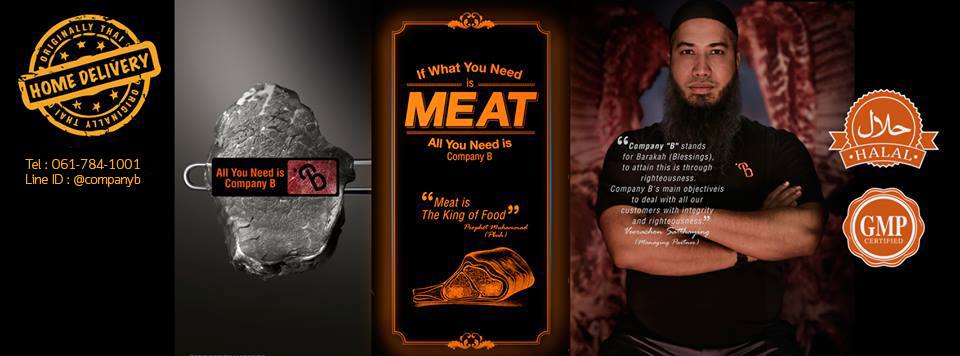 ORIGINALLY THAI
HOME DELIVERY
ORIGINALLY THAI
Tel : 061-784-1001
Line ID : @companyb
All You Need is
Company B
B
If What You Need
is
MEAT
All You Need is
Company B
“Meat is
The King of Food”
Prophet Muhammad
(Pbuh)
“Company "B" stands
for Barakah (Blessings),
to attain this is through
righteousness.
Company B's main objectiveis
to deal with all our
customers with integrity
and righteousness.”
Veerachon Satthaying
(Managing Partner)
B
حلال
HALAL
GMP
CERTIFIED